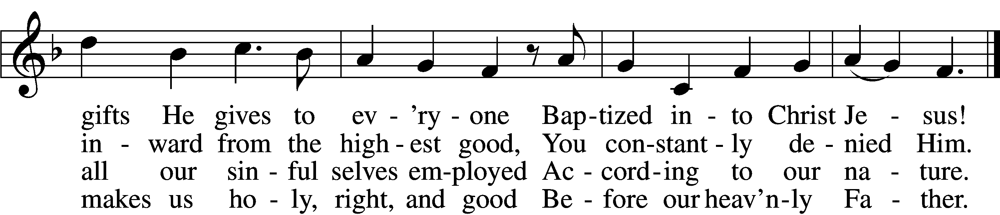 gifts He gives to ev - 'ry - one Bap - tized in - to Christ Je - sus!
in - ward from the high - est good, You con - stant - ly de - nied Him.
all our sin - ful selves em - ployed Ac - cord - ing to our na - ture.
makes us ho - ly, right, and good Be - fore our heav'n - ly Fa - ther.